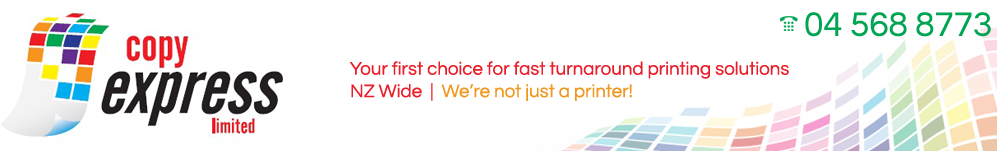 copy
express
limited
04 568 8773
Your first choice for fast turnaround printing solutions
NZ Wide | We're not just a printer!